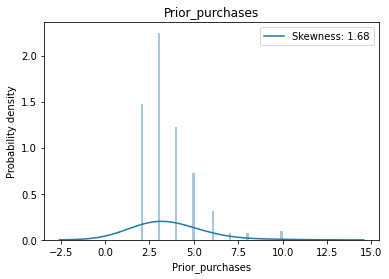 Prior_purchases
Skewness: 1.68
Probability density
2.0
1.5
1.0
0.5
0.0
−2.5 0.0 2.5 5.0 7.5 10.0 12.5 15.0
Prior_purchases